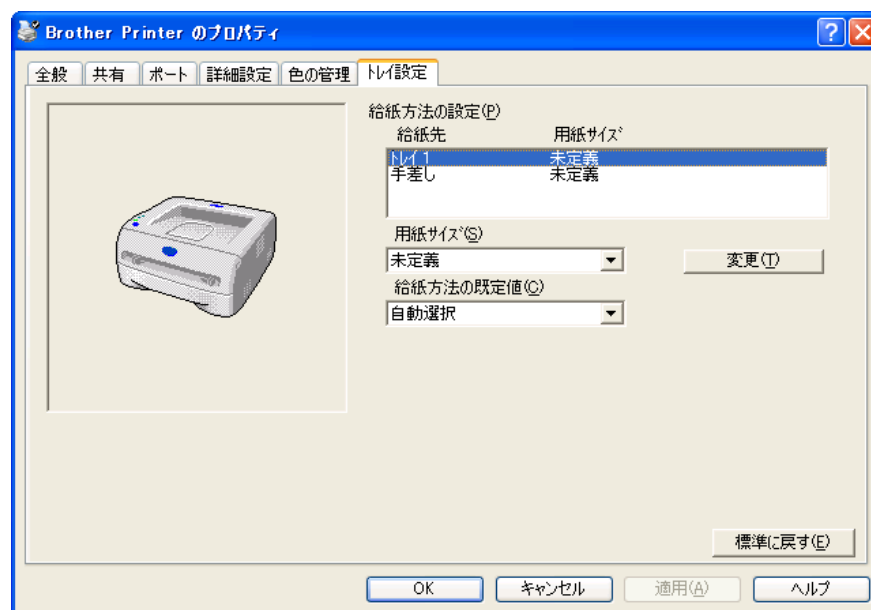 Brother Printer のプロパティ
全般 共有 ポート 詳細設定 色の管理 トレイ設定
給紙方法の設定(P)
給紙先 用紙サイズ
トレイ 1 未定義
手差し 未定義
用紙サイズ(S)
未定義 変更(T)
給紙方法の既定値(C)
自動選択
標準に戻す(E)
OK キャンセル 適用(A) ヘルプ